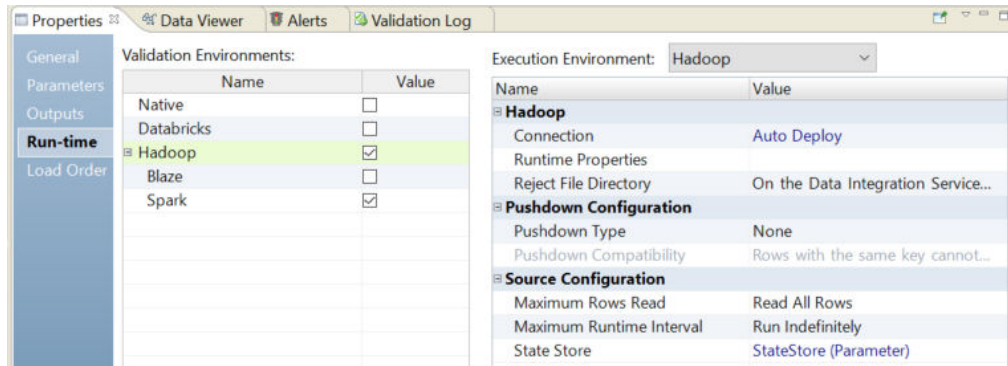 Properties Data Viewer Alerts Validation Log
General
Parameters
Outputs
Run-time
Load Order
Validation Environments:
Name Value
Native
Databricks
Hadoop
Blaze
Spark
Execution Environment: Hadoop
Name Value
Hadoop
Connection Auto Deploy
Runtime Properties
Reject File Directory On the Data Integration Service...
Pushdown Configuration
Pushdown Type None
Pushdown Compatibility Rows with the same key cannot...
Source Configuration
Maximum Rows Read Read All Rows
Maximum Runtime Interval Run Indefinitely
State Store StateStore (Parameter)